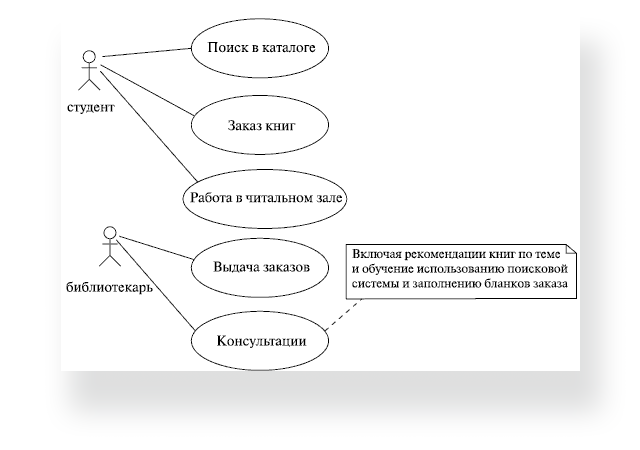 Поиск в каталоге
студент
Заказ книг
Работа в читальном зале
библиотекарь
Выдача заказов
Включая рекомендации книг по теме
и обучение использованию поисковой
системы и заполнению бланков заказа
Консультации